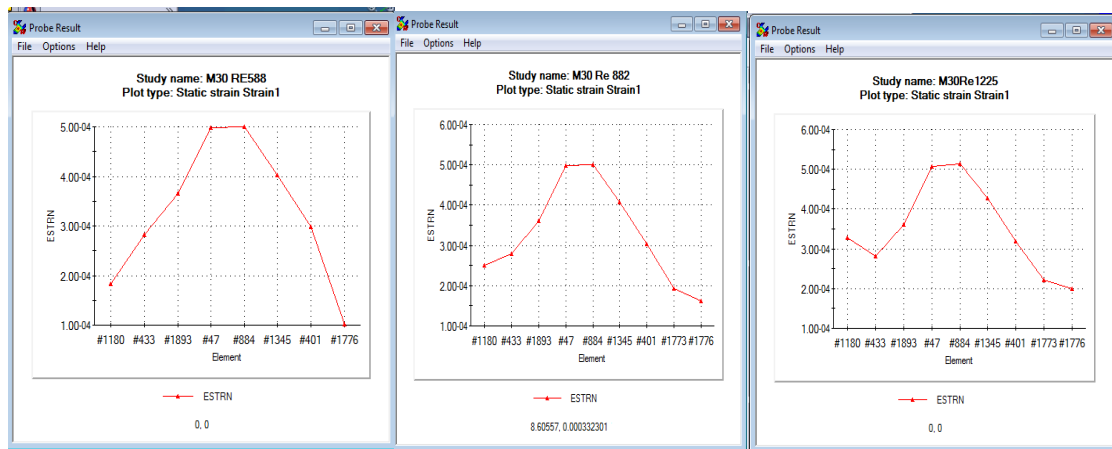 Probe Result
File Options Help
Study name: M30 RE588
Plot type: Static strain Strain1
5.00-04
4.00-04
3.00-04
2.00-04
1.00-04
ESTRN
#1180 #433 #1893 #47 #884 #1345 #401 #1776
Element
ESTRN
0, 0
Probe Result
File Options Help
Study name: M30 Re 882
Plot type: Static strain Strain1
6.00-04
5.00-04
4.00-04
3.00-04
2.00-04
1.00-04
ESTRN
#1180 #433 #1893 #47 #884 #1345 #401 #1773 #1776
Element
ESTRN
8.60557, 0.000332301
Probe Result
File Options Help
Study name: M30Re1225
Plot type: Static strain Strain1
6.00-04
5.00-04
4.00-04
3.00-04
2.00-04
1.00-04
ESTRN
#1180 #433 #1893 #47 #884 #1345 #401 #1773 #1776
Element
ESTRN
0, 0